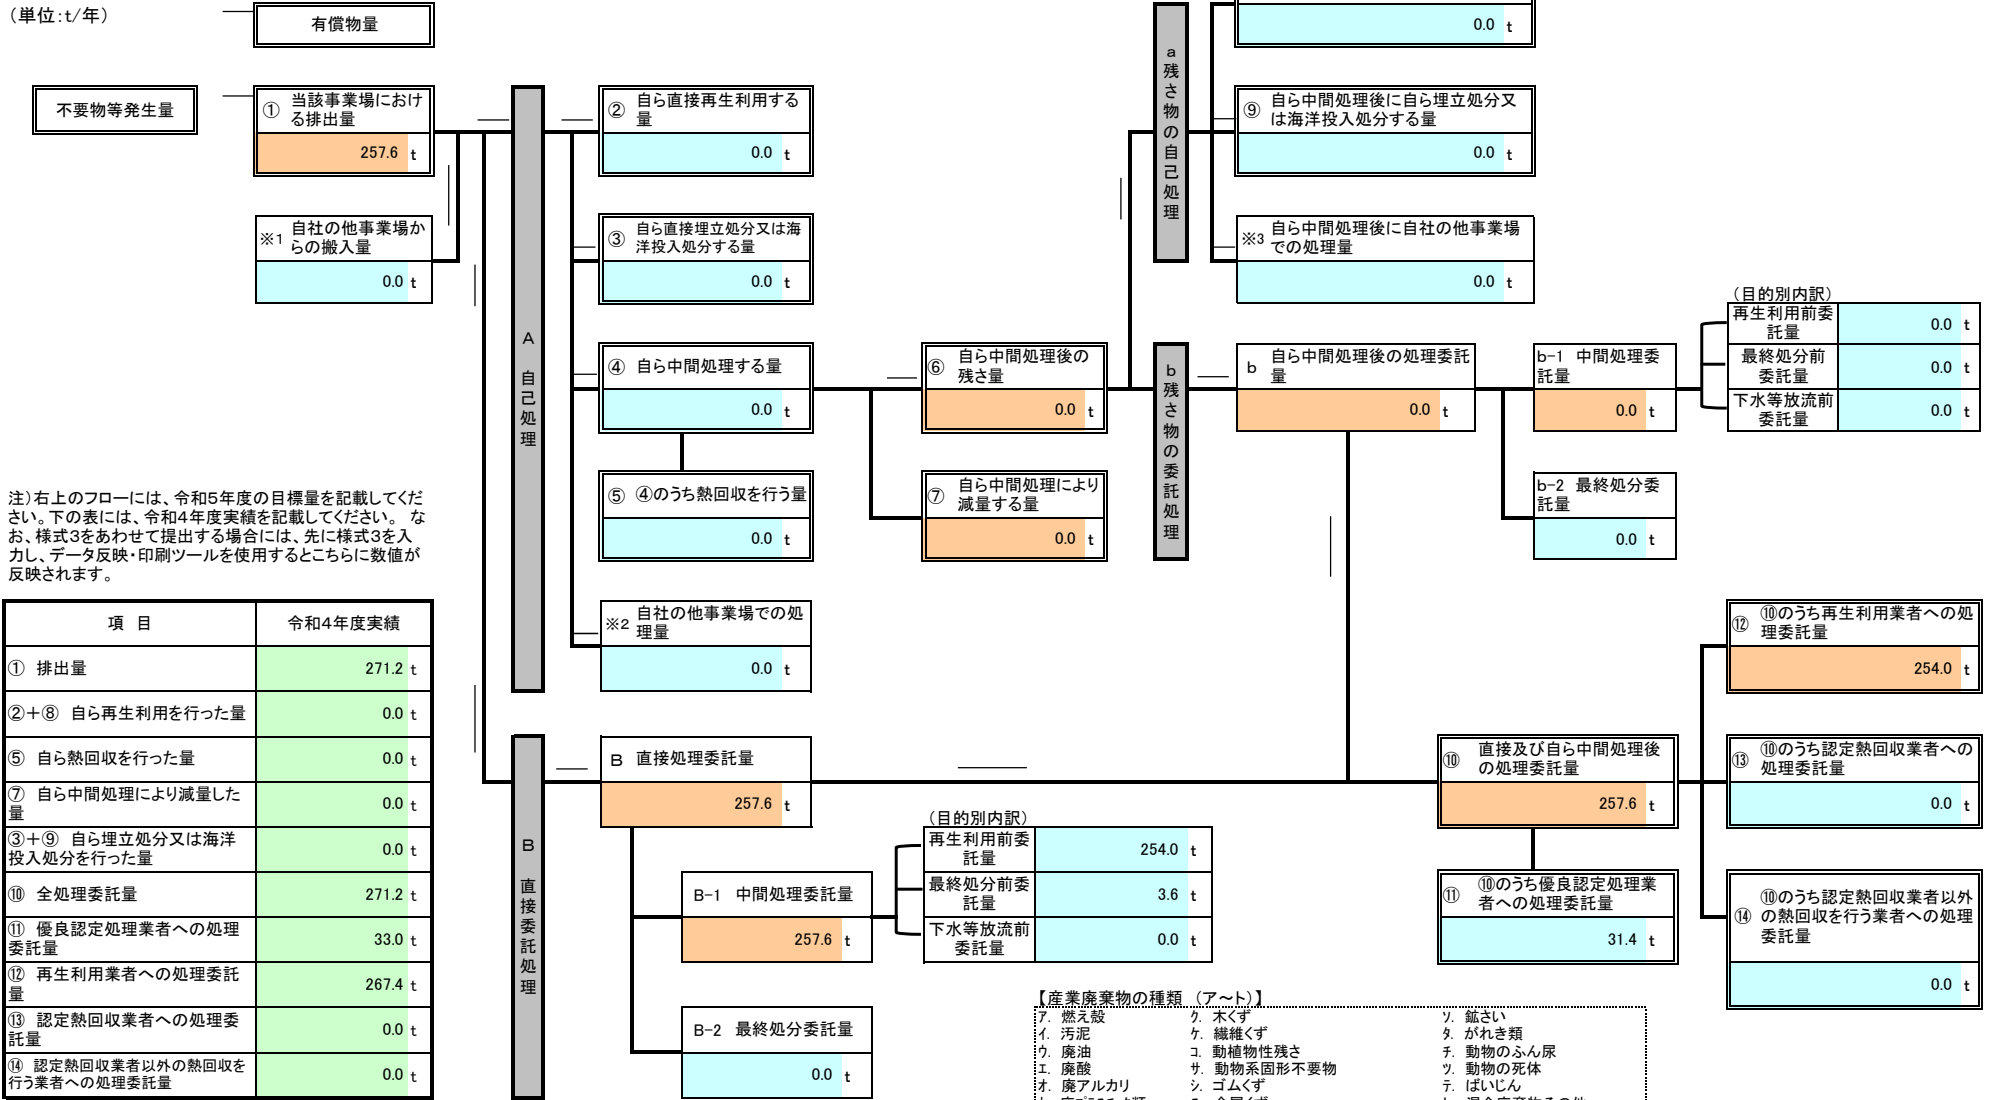 （単位：t/年）
有償物量
不要物等発生量
① 当該事業場におけ
る排出量
257.6 t
※1 自社の他事業場か
らの搬入量
0.0 t
A 自己処理
② 自ら直接再生利用する
量
0.0 t
③ 自ら直接埋立処分又は海
洋投入処分する量
0.0 t
④ 自ら中間処理する量
0.0 t
⑤ ④のうち熱回収を行う量
0.0 t
※2 自社の他事業場での処
理量
0.0 t
⑥ 自ら中間処理後の
残さ量
0.0 t
⑦ 自ら中間処理により
減量する量
0.0 t
a 残さ物の自己処理
0.0 t
⑨ 自ら中間処理後に自ら埋立処分又
は海洋投入処分する量
0.0 t
※3 自ら中間処理後に自社の他事業場
での処理量
0.0 t
b 残さ物の委託処理
b 自ら中間処理後の処理委託
量
0.0 t
b-1 中間処理委
託量
0.0 t
（目的別内訳）
再生利用前委
託量
0.0 t
最終処分前
委託量
0.0 t
下水等放流前
委託量
0.0 t
b-2 最終処分委
託量
0.0 t
注）右上のフローには、令和５年度の目標量を記載してくだ
さい。下の表には、令和４年度実績を記載してください。 な
お、様式３をあわせて提出する場合には、先に様式３を入
力し、データ反映・印刷ツールを使用するとこちらに数値が
反映されます。
項 目 令和４年度実績
① 排出量 271.2 t
②＋⑧ 自ら再生利用を行った量 0.0 t
⑤ 自ら熱回収を行った量 0.0 t
⑦ 自ら中間処理により減量した
量 0.0 t
③＋⑨ 自ら埋立処分又は海洋
投入処分を行った量 0.0 t
⑩ 全処理委託量 271.2 t
⑪ 優良認定処理業者への処理
委託量 33.0 t
⑫ 再生利用業者への処理委託
量 267.4 t
⑬ 認定熱回収業者への処理委
託量 0.0 t
⑭ 認定熱回収業者以外の熱回収を
行う業者への処理委託量 0.0 t
B 直接委託処理
B 直接処理委託量
257.6 t
B-1 中間処理委託量
257.6 t
（目的別内訳）
再生利用前委
託量
254.0 t
最終処分前委
託量
3.6 t
下水等放流前
委託量
0.0 t
B-2 最終処分委託量
0.0 t
⑩ 直接及び自ら中間処理後
の処理委託量
257.6 t
⑪ ⑩のうち優良認定処理業
者への処理委託量
31.4 t
⑫ ⑩のうち再生利用業者への処
理委託量
254.0 t
⑬ ⑩のうち認定熱回収業者への
処理委託量
0.0 t
⑭ ⑩のうち認定熱回収業者以外
の熱回収を行う業者への処理
委託量
0.0 t
【産業廃棄物の種類 （ア～ト）】
ｱ. 燃え殻 ｸ. 木くず ｿ. 鉱さい
ｲ. 汚泥 ｹ. 繊維くず ﾀ. がれき類
ｳ. 廃油 ｺ. 動植物性残さ ﾁ. 動物のふん尿
ｴ. 廃酸 ｻ. 動物系固形不要物 ﾂ. 動物の死体
ｵ. 廃アルカリ ｼ. ゴムくず ﾃ. ばいじん